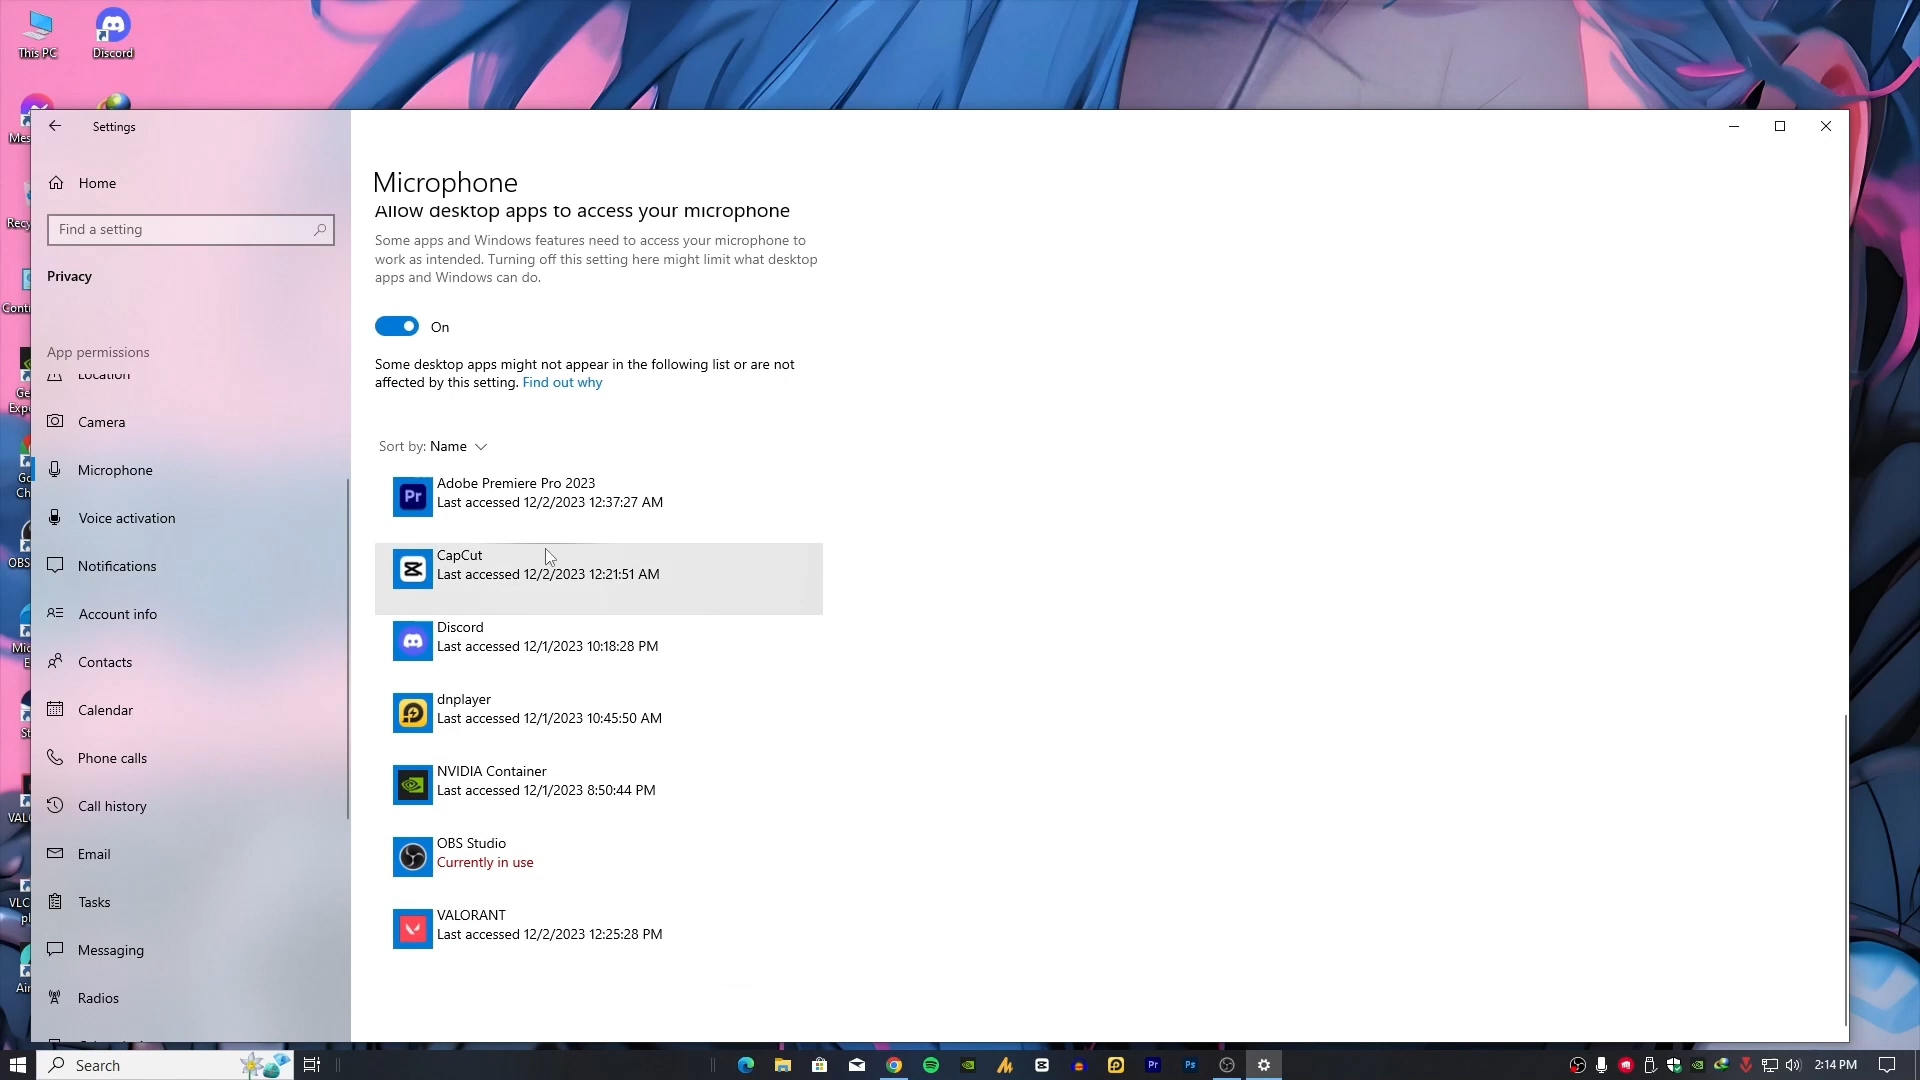 This PC
Discord
Settings
Home
Find a setting
Privacy
App permissions
Location
Camera
Microphone
Voice activation
Notifications
Account info
Contacts
Calendar
Phone calls
Call history
Email
Tasks
Messaging
Radios
Microphone
Allow desktop apps to access your microphone
Some apps and Windows features need to access your microphone to
work as intended. Turning off this setting here might limit what desktop
apps and Windows can do.
On
Some desktop apps might not appear in the following list or are not
affected by this setting. Find out why
Sort by: Name
Adobe Premiere Pro 2023
Last accessed 12/2/2023 12:37:27 AM
CapCut
Last accessed 12/2/2023 12:21:51 AM
Discord
Last accessed 12/1/2023 10:18:28 PM
dnplayer
Last accessed 12/1/2023 10:45:50 AM
NVIDIA Container
Last accessed 12/1/2023 8:50:44 PM
OBS Studio
Currently in use
VALORANT
Last accessed 12/2/2023 12:25:28 PM
Search
2:14 PM